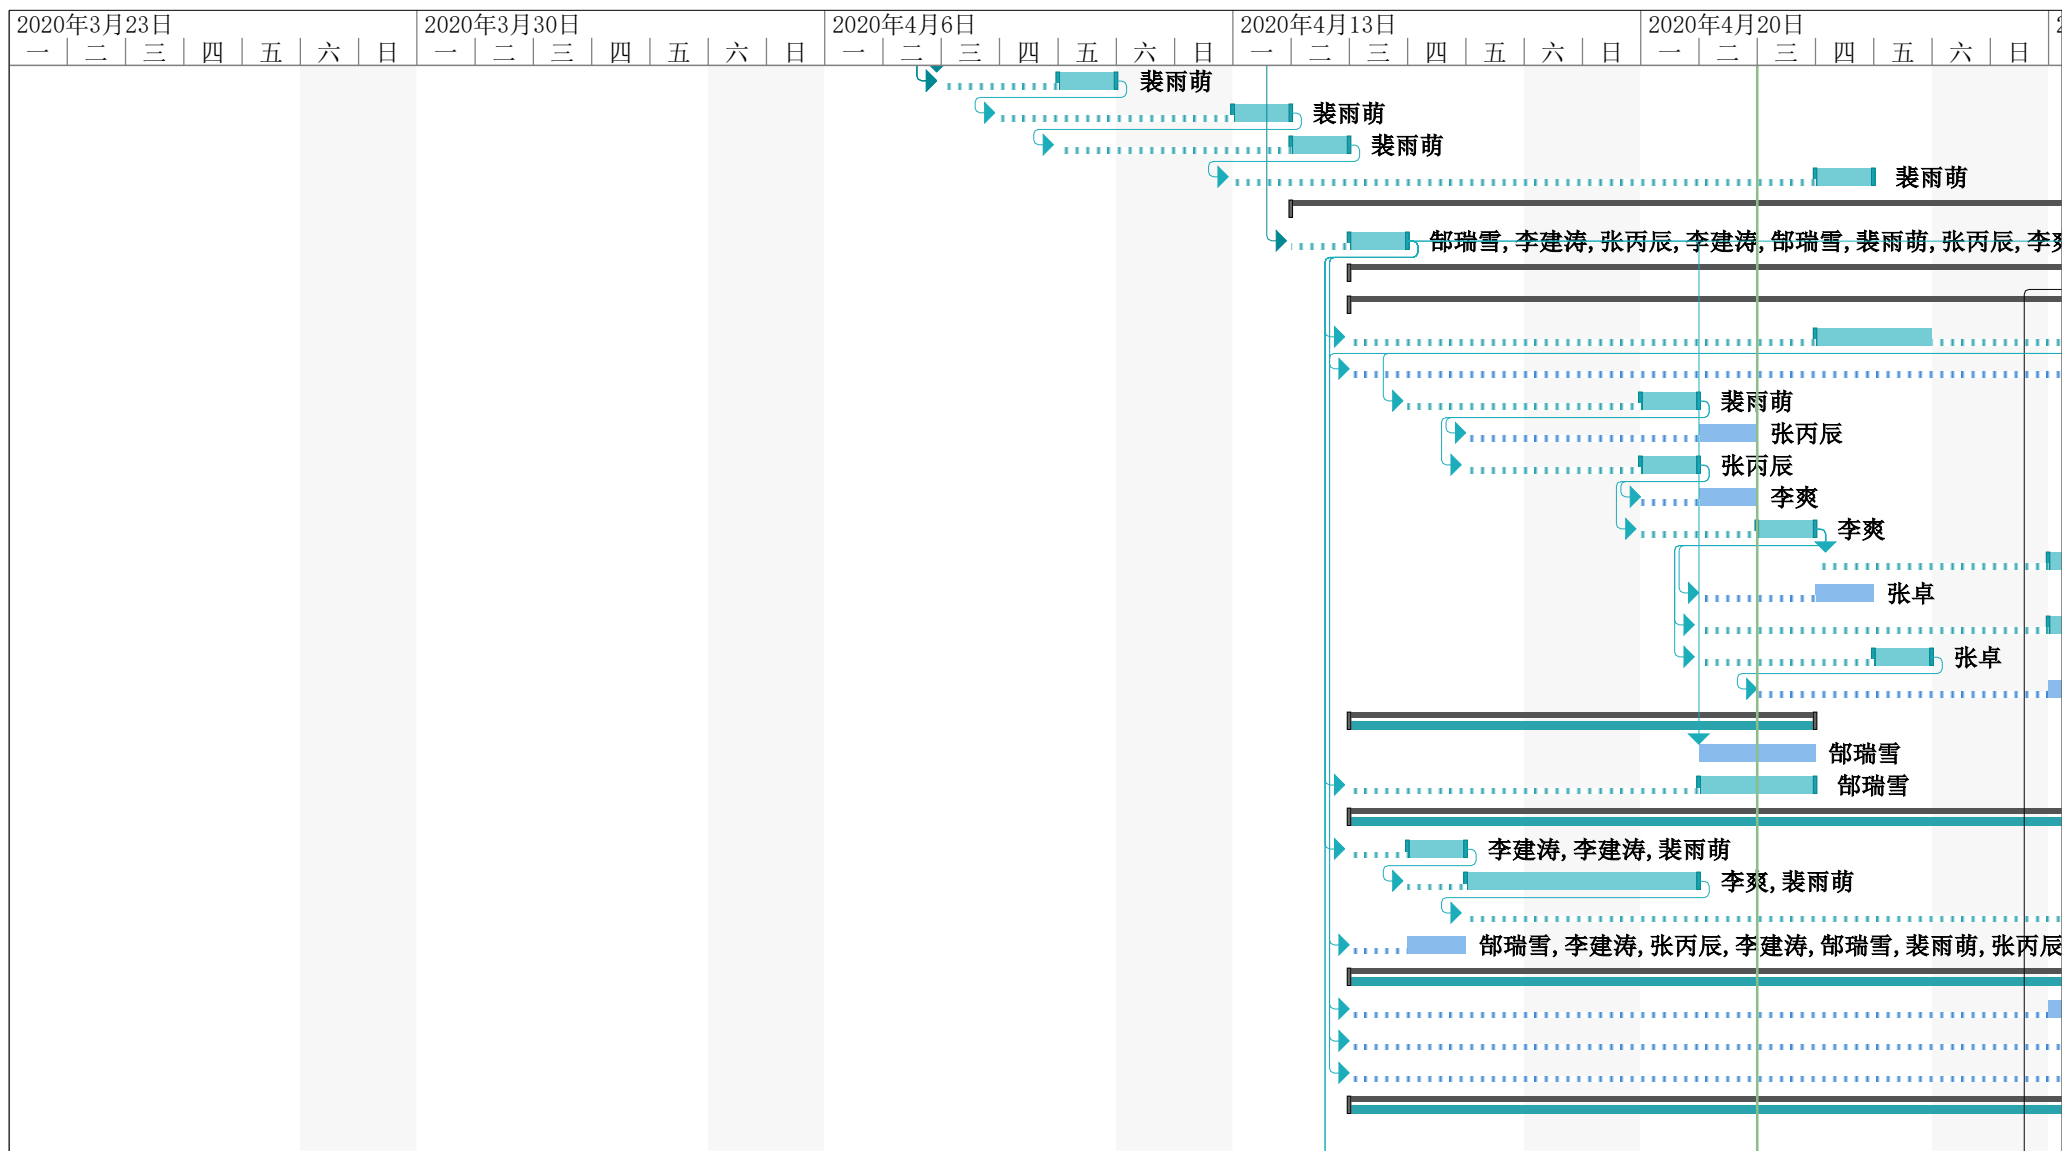 2020年3月23日 2020年3月30日 2020年4月6日 2020年4月13日 2020年4月20日 2
一 二 三 四 五 六 日 一 二 三 四 五 六 日 一 二 三 四 五 六 日 一 二 三 四 五 六 日 一 二 三 四 五 六 日
裴雨萌
裴雨萌
裴雨萌
裴雨萌
郜瑞雪, 李建涛, 张丙辰, 李建涛, 郜瑞雪, 裴雨萌, 张丙辰, 李爽
裴雨萌
张丙辰
张丙辰
李爽
李爽
张卓
张卓
郜瑞雪
郜瑞雪
李建涛, 李建涛, 裴雨萌
李爽, 裴雨萌
郜瑞雪, 李建涛, 张丙辰, 李建涛, 郜瑞雪, 裴雨萌, 张丙辰